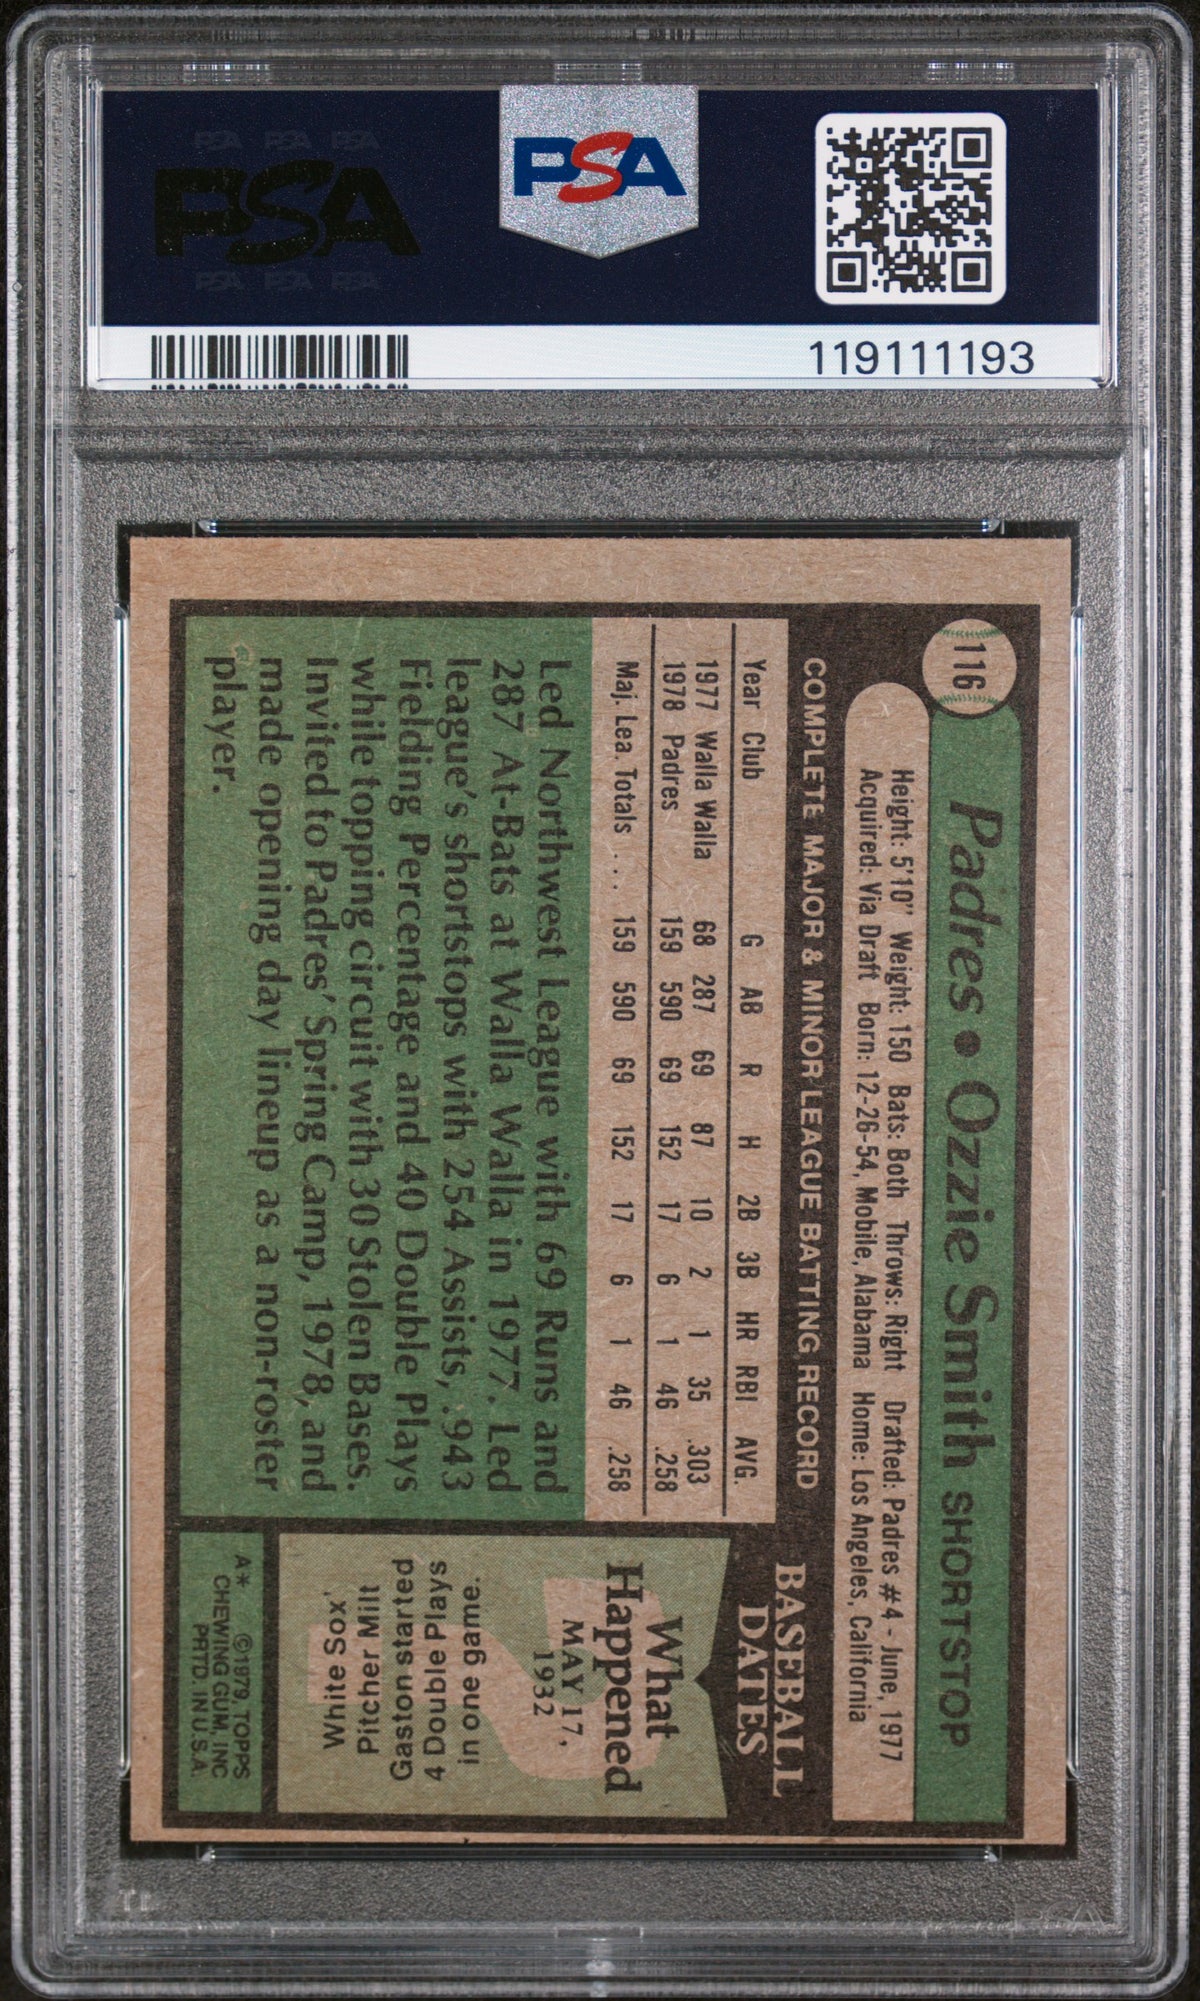 PSA PSA PSA
PSA
PSA PSA PSA
PSA
119111193
116
Padres • Ozzie Smith SHORTSTOP
Height: 5'10" Weight: 150 Bats: Both Throws: Right Drafted: Padres #4 - June, 1977
Acquired: Via Draft Born: 12-26-54, Mobile, Alabama Home: Los Angeles, California
COMPLETE MAJOR & MINOR LEAGUE BATTING RECORD
Year Club G AB R H 2B 3B HR RBI AVG.
1977 Walla Walla 68 287 69 87 10 2 1 35 .303
1978 Padres 159 590 69 152 17 6 1 46 .258
Maj. Lea. Totals . . . 159 590 69 152 17 6 1 46 .258
Led Northwest League with 69 Runs and
287 At-Bats at Walla Walla in 1977. Led
league's shortstops with 254 Assists, .943
Fielding Percentage and 40 Double Plays
while topping circuit with 30 Stolen Bases.
Invited to Padres' Spring Camp, 1978, and
made opening day lineup as a non-roster
player.
BASEBALL
DATES
What
Happened
MAY 17,
1932
White Sox'
Pitcher Milt
Gaston started
4 Double Plays
in one game.
A* ©1979, TOPPS
CHEWING GUM, INC
PRTD. IN U.S.A.